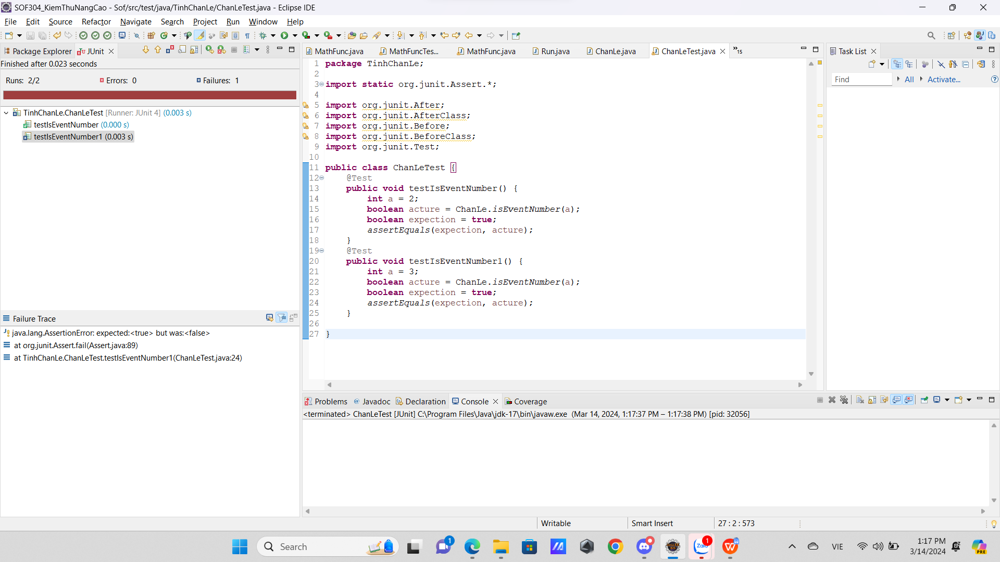 SOF304_KiemThuNangCao - Sof/src/test/java/TinhChanLe/ChanLeTest.java - Eclipse IDE
File Edit Source Refactor Navigate Search Project Run Window Help
Package Explorer JUnit
Finished after 0.023 seconds
Runs: 2/2 Errors: 0 Failures: 1
TinhChanLe.ChanLeTest [Runner: JUnit 4] (0.003 s)
testIsEventNumber (0.000 s)
testIsEventNumber1 (0.003 s)
Failure Trace
java.lang.AssertionError: expected:<true> but was:<false>
at org.junit.Assert.fail(Assert.java:89)
at TinhChanLe.ChanLeTest.testIsEventNumber1(ChanLeTest.java:24)
MathFunc.java MathFuncTes... MathFunc.java Run.java ChanLe.java ChanLeTest.java »15
1 package TinhChanLe;
2
3 import static org.junit.Assert.*;
4
5 import org.junit.After;
6 import org.junit.AfterClass;
7 import org.junit.Before;
8 import org.junit.BeforeClass;
9 import org.junit.Test;
10
11 public class ChanLeTest {
12 @Test
13 public void testIsEventNumber() {
14 int a = 2;
15 boolean acture = ChanLe.isEventNumber(a);
16 boolean expection = true;
17 assertEquals(expection, acture);
18 }
19 @Test
20 public void testIsEventNumber1() {
21 int a = 3;
22 boolean acture = ChanLe.isEventNumber(a);
23 boolean expection = true;
24 assertEquals(expection, acture);
25 }
26
27 }
Task List
Find All Activate...
Problems Javadoc Declaration Console Coverage
<terminated> ChanLeTest [JUnit] C:\Program Files\Java\jdk-17\bin\javaw.exe (Mar 14, 2024, 1:17:37 PM – 1:17:38 PM) [pid: 32056]
Writable Smart Insert 27 : 2 : 573
Search
1
Zalo 1
VIE
1:17 PM
3/14/2024
PRE